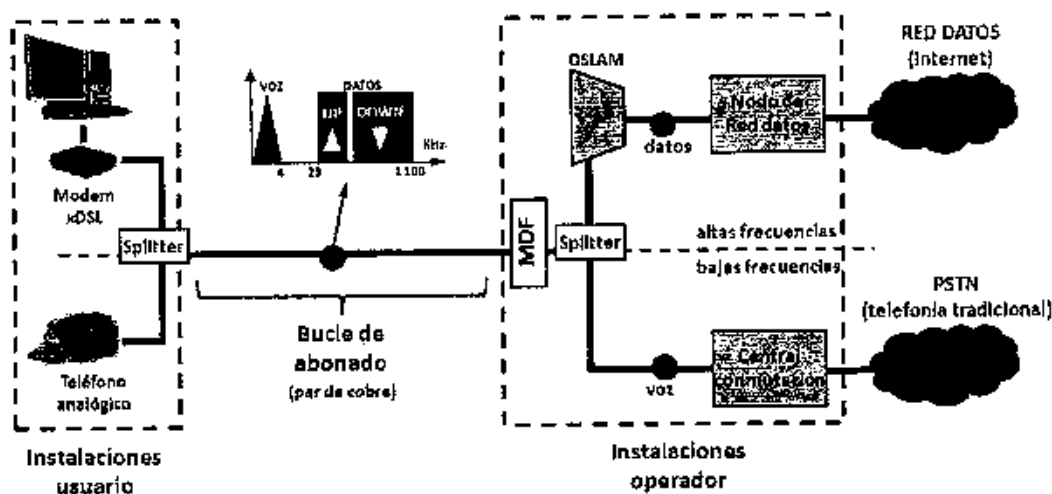 Modem
xDSL
Splitter
Teléfono
analógico
Instalaciones
usuario
VOZ
DATOS
UP
DOWN
KHz
4
25
1100
Bucle de
abonado
(par de cobre)
MDF
Splitter
DSLAM
datos
Nodo de
Red datos
RED DATOS
(Internet)
altas frecuencias
bajas frecuencias
voz
Central
conmutación
PSTN
(telefonía tradicional)
Instalaciones
operador